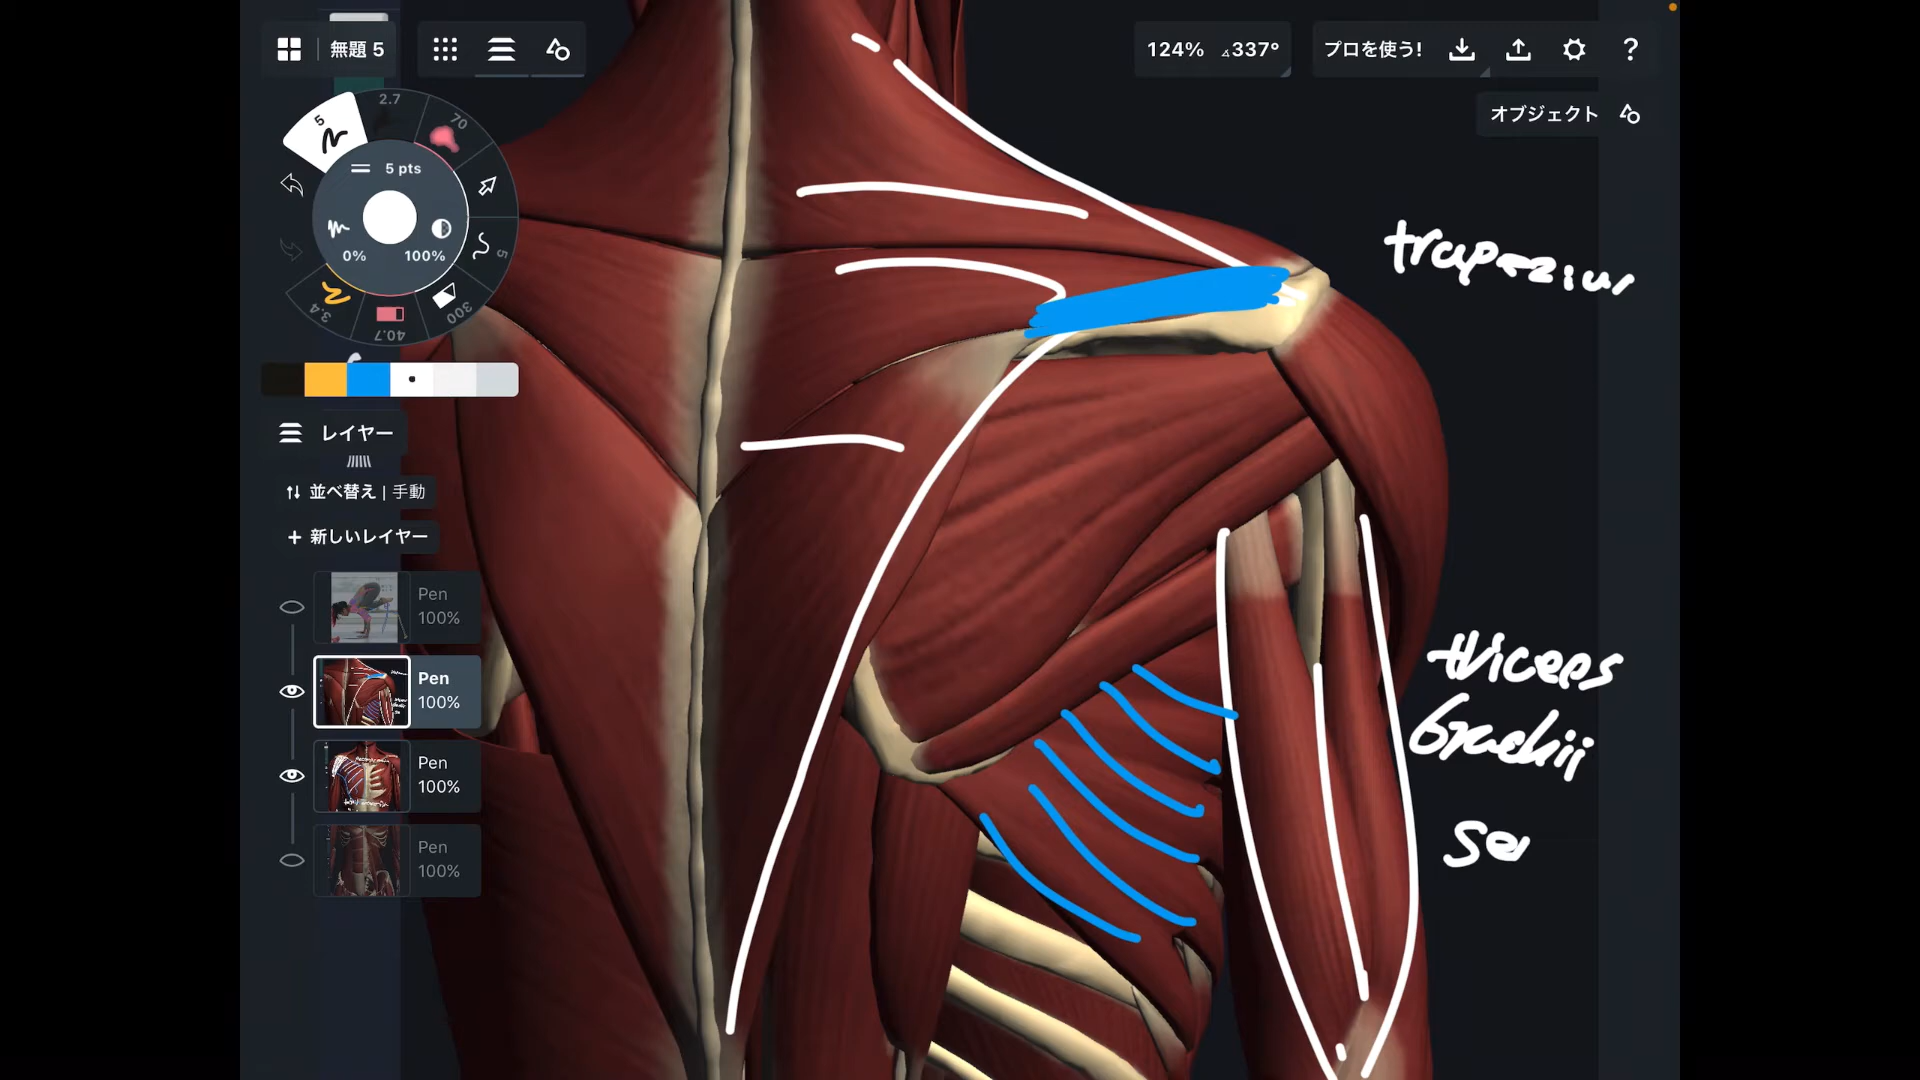 無題 5
124% ⊿337°
プロを使う!
?
オブジェクト
2.7
5
70
5 pts
5
0%
100%
3.4
40.7
300
レイヤー
並べ替え | 手動
+ 新しいレイヤー
Pen
100%
Pen
100%
Pen
100%
Pen
100%
trapezius
triceps
brachii
se